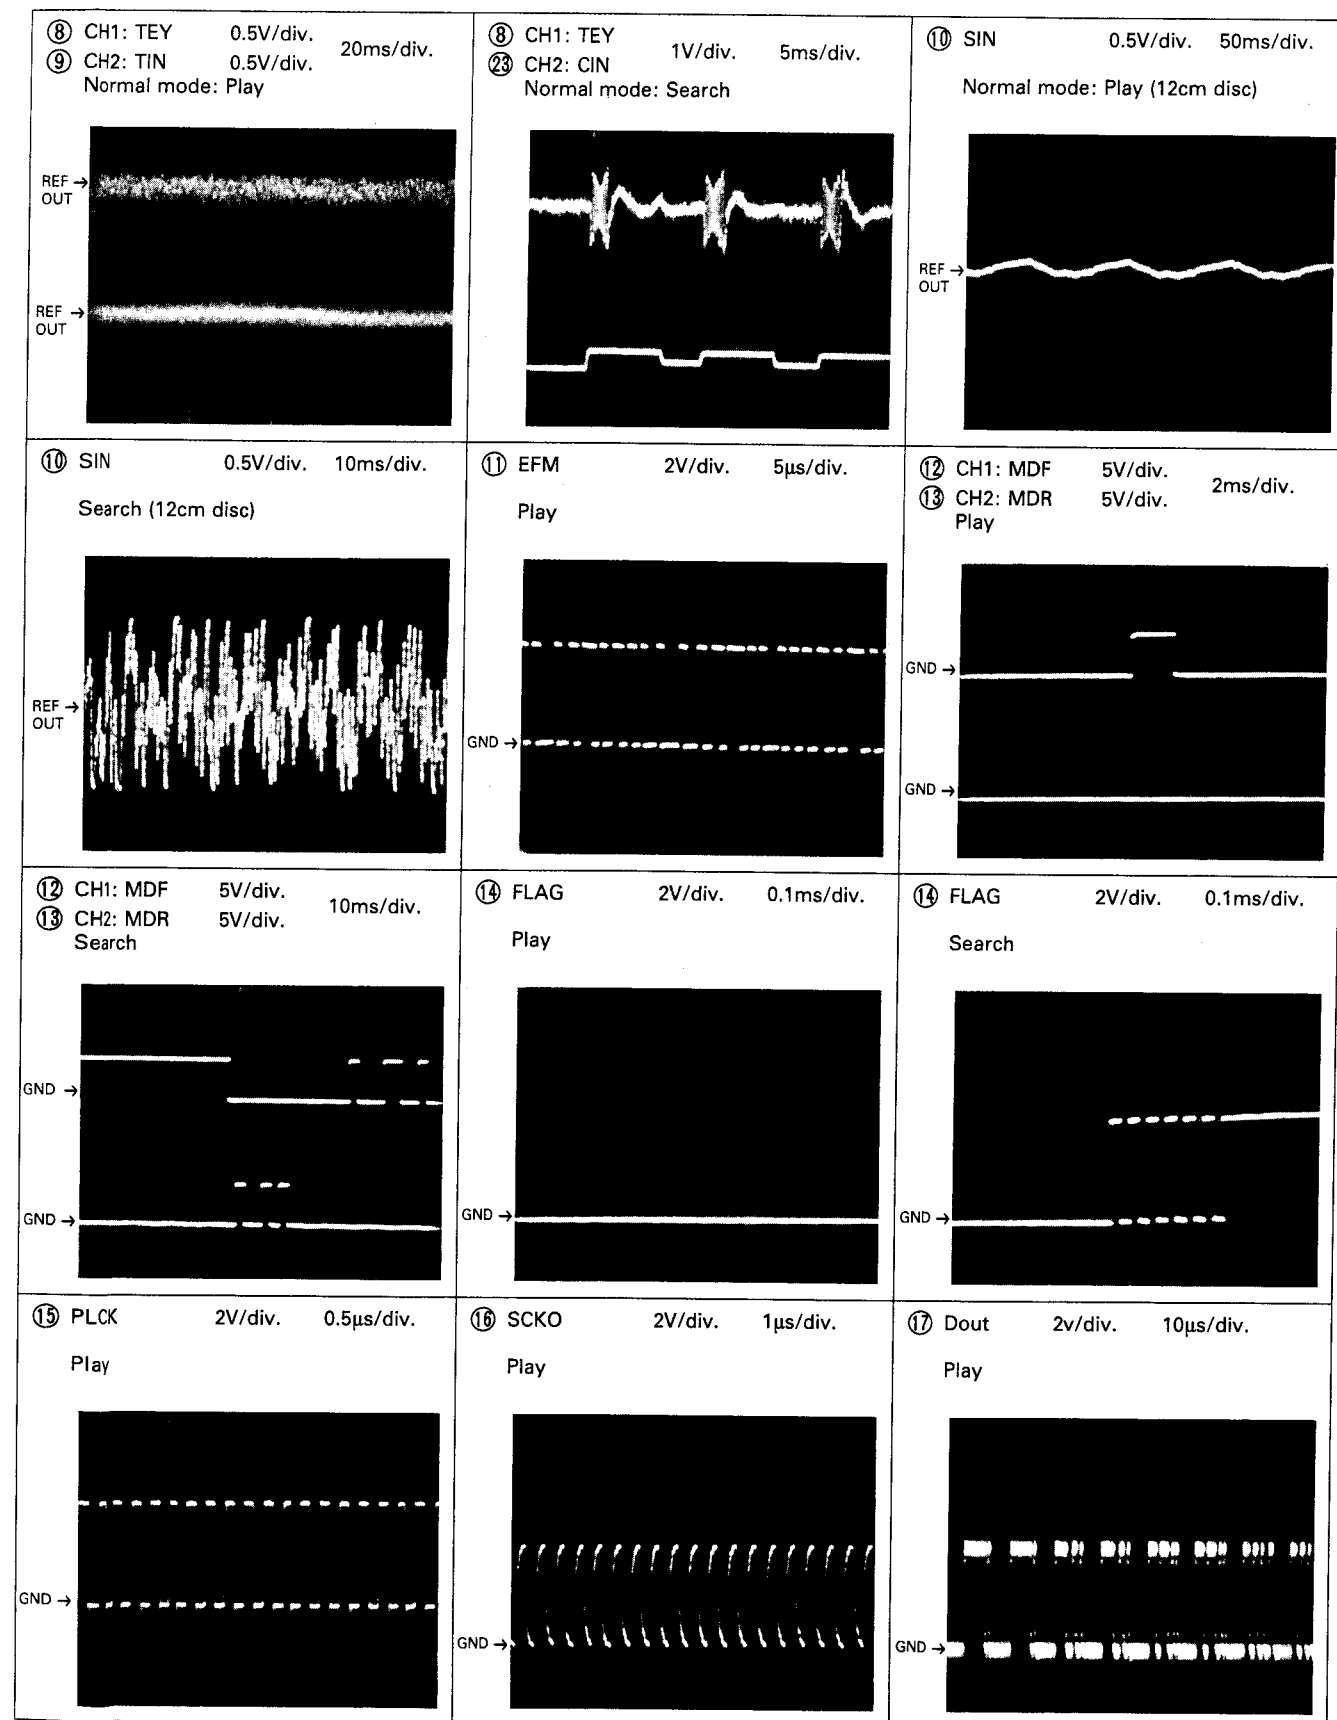 ⑧ CH1: TEY 0.5V/div. 20ms/div.
⑨ CH2: TIN 0.5V/div.
Normal mode: Play
REF →
OUT
REF →
OUT
⑧ CH1: TEY 1V/div. 5ms/div.
㉓ CH2: CIN
Normal mode: Search
⑩ SIN 0.5V/div. 50ms/div.
Normal mode: Play (12cm disc)
REF →
OUT
⑩ SIN 0.5V/div. 10ms/div.
Search (12cm disc)
REF →
OUT
⑪ EFM 2V/div. 5µs/div.
Play
GND →
⑫ CH1: MDF 5V/div. 2ms/div.
⑬ CH2: MDR 5V/div.
Play
GND →
GND →
⑫ CH1: MDF 5V/div. 10ms/div.
⑬ CH2: MDR 5V/div.
Search
GND →
GND →
⑭ FLAG 2V/div. 0.1ms/div.
Play
GND →
⑭ FLAG 2V/div. 0.1ms/div.
Search
GND →
⑮ PLCK 2V/div. 0.5µs/div.
Play
GND →
⑯ SCKO 2V/div. 1µs/div.
Play
GND →
⑰ Dout 2v/div. 10µs/div.
Play
GND →